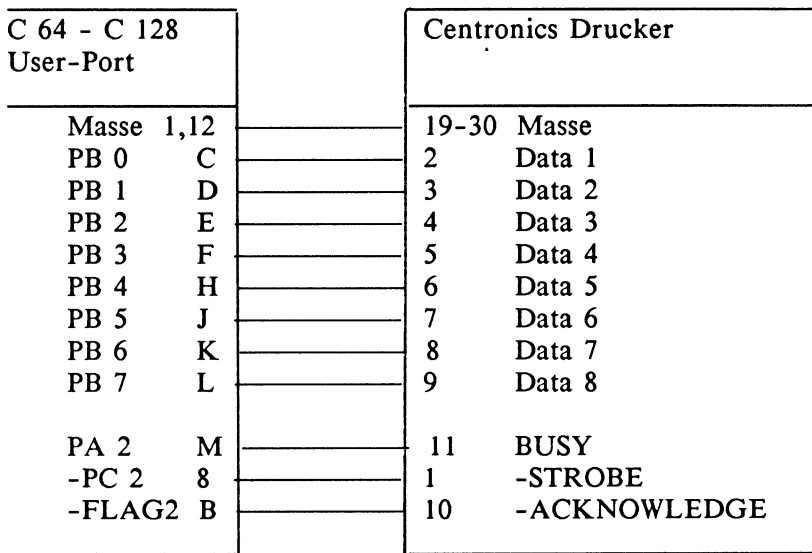 C 64 - C 128 Centronics Drucker
User-Port
Masse 1,12 19-30 Masse
PB 0 C 2 Data 1
PB 1 D 3 Data 2
PB 2 E 4 Data 3
PB 3 F 5 Data 4
PB 4 H 6 Data 5
PB 5 J 7 Data 6
PB 6 K 8 Data 7
PB 7 L 9 Data 8
PA 2 M 11 BUSY
-PC 2 8 1 -STROBE
-FLAG2 B 10 -ACKNOWLEDGE